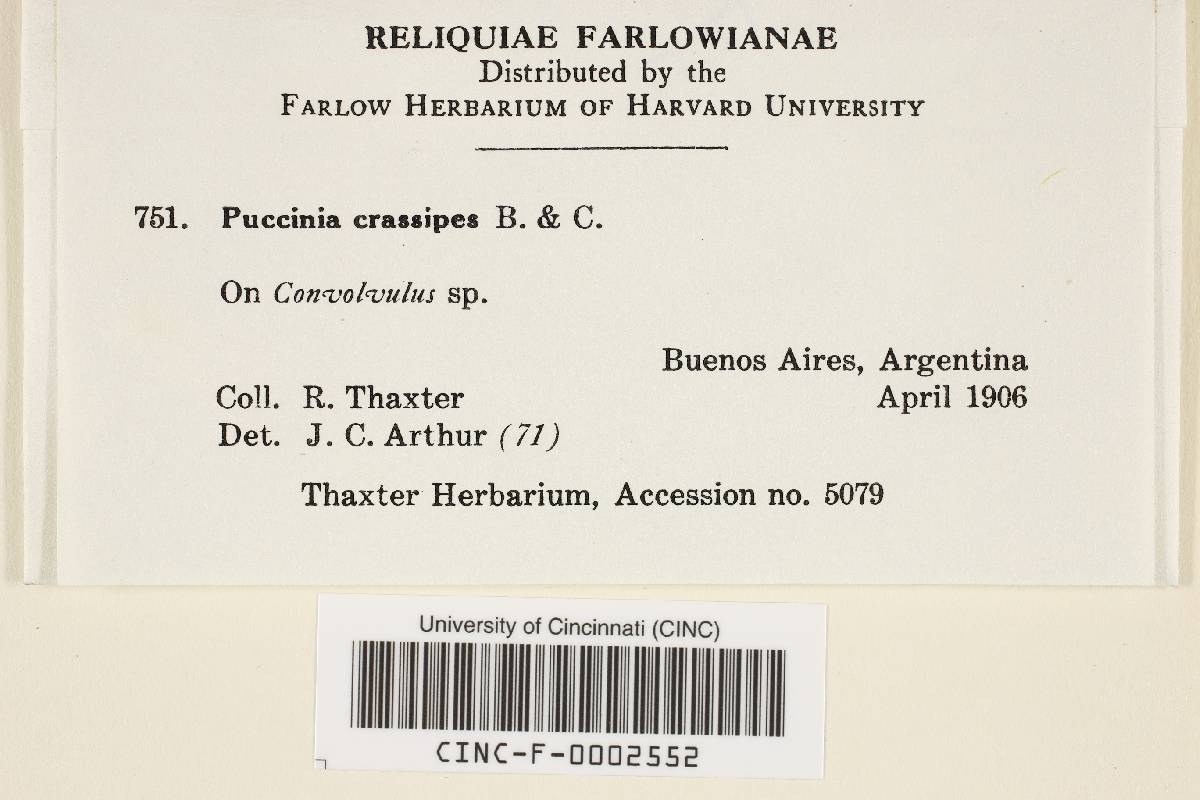 RELIQUIAE FARLOWIANAE
Distributed by the
FARLOW HERBARIUM OF HARVARD UNIVERSITY
751. Puccinia crassipes B. & C.
On Convolvulus sp.
Buenos Aires, Argentina
Coll. R. Thaxter April 1906
Det. J. C. Arthur (71)
Thaxter Herbarium, Accession no. 5079
University of Cincinnati (CINC)
CINC-F-0002552